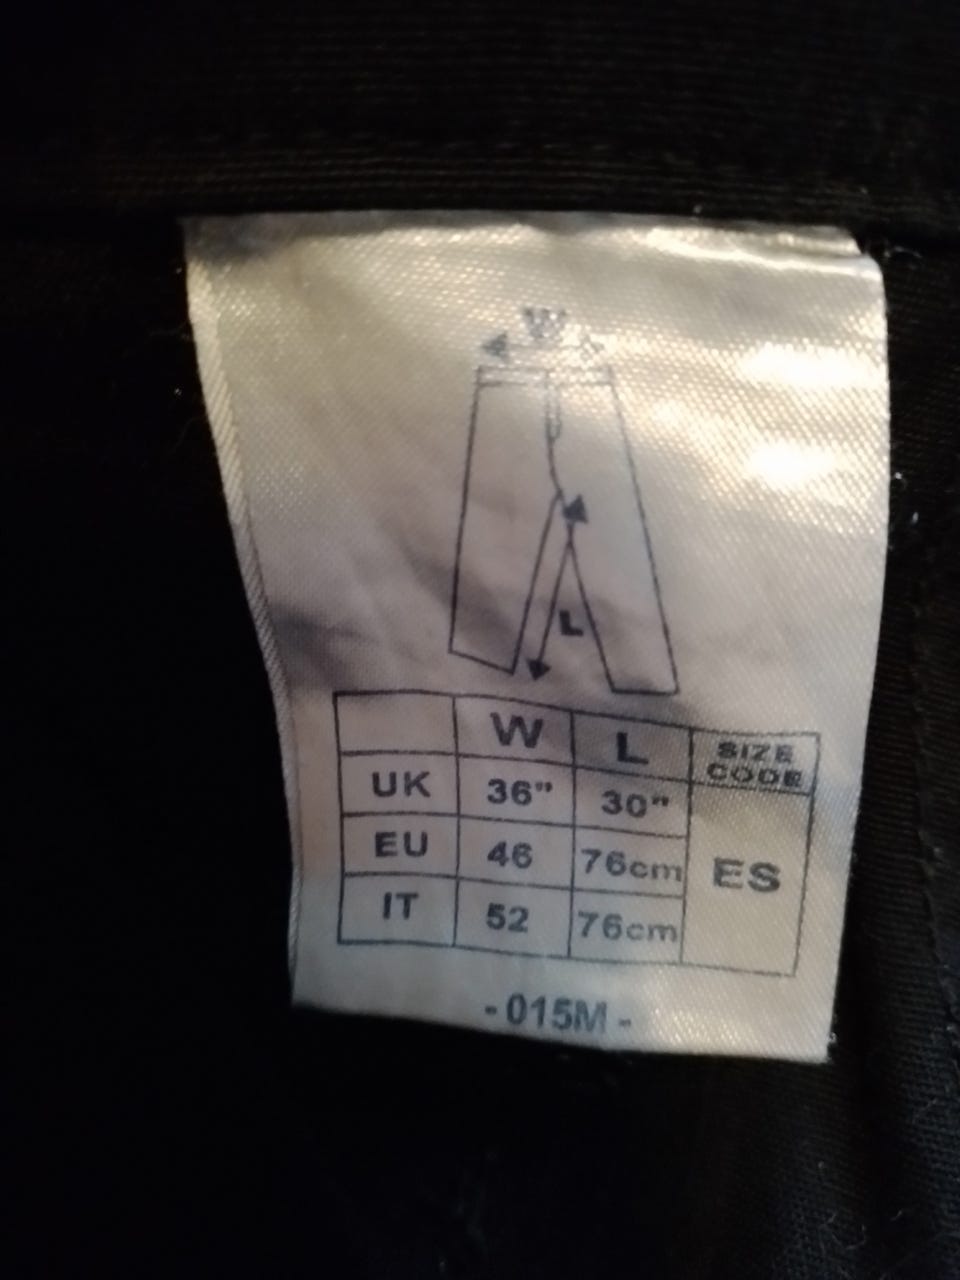 W
L
W L SIZE CODE
UK 36" 30"
EU 46 76cm ES
IT 52 76cm
- 015M -